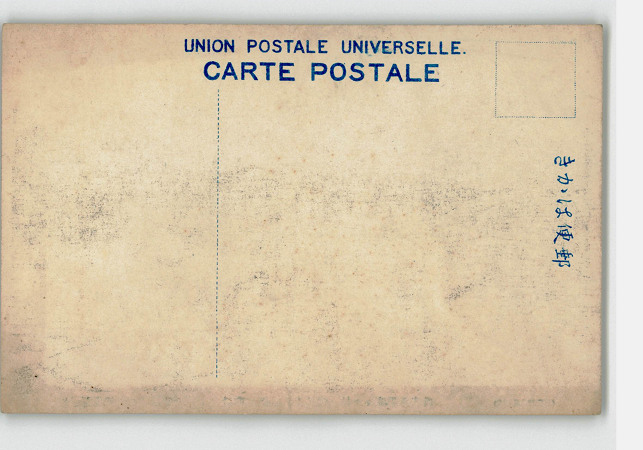 UNION POSTALE UNIVERSELLE.
CARTE POSTALE
郵便はかき